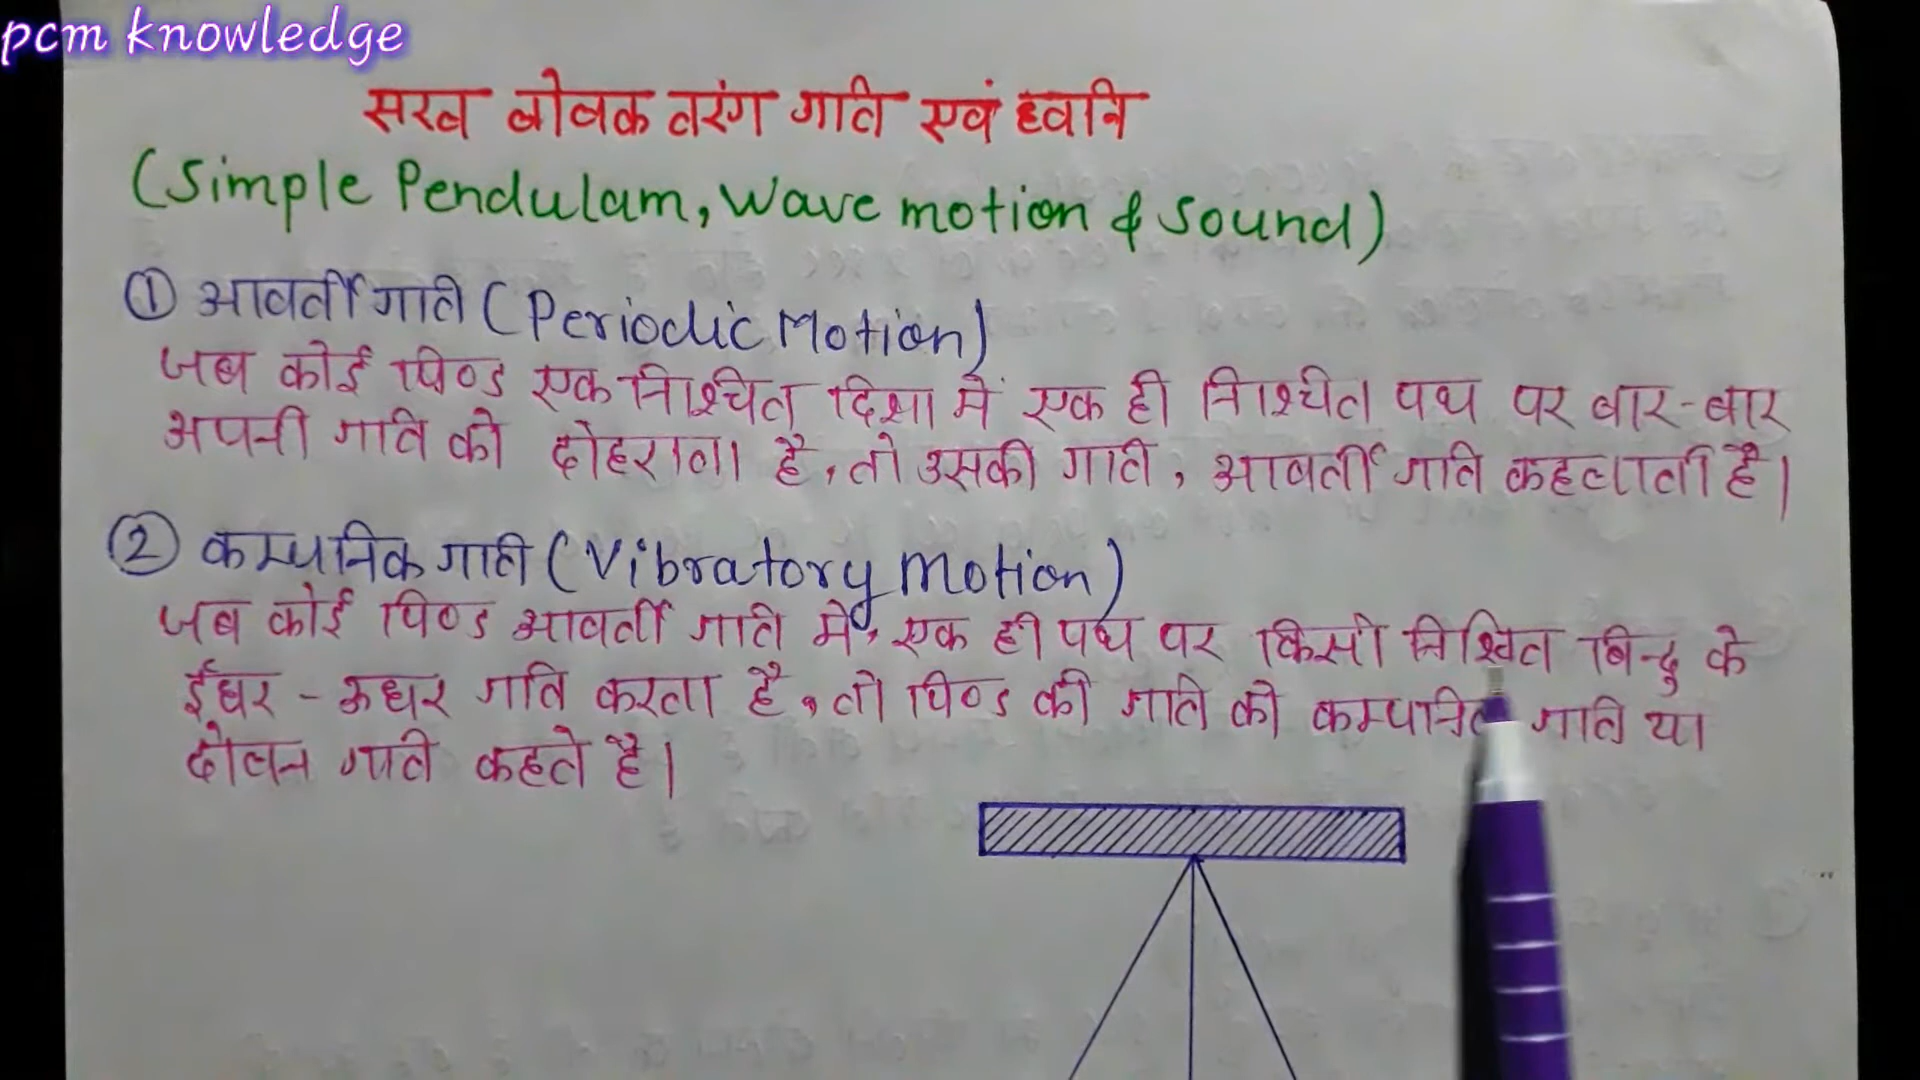 pcm knowledge
सरल लोलक तरंग गति एवं ध्वनि
(Simple Pendulam, Wave motion & Sound)
① आवर्ती गति (Periodic Motion)
जब कोई पिण्ड एक निश्चित दिशा में एक ही निश्चित पथ पर बार-बार
अपनी गति को दोहराता है, तो उसकी गति, आवर्ती गति कहलाती है।
② कम्पनिक गति (Vibratory Motion)
जब कोई पिण्ड आवर्ती गति में, एक ही पथ पर किसी निश्चित बिन्दु के
ईधर - ऊधर गति करता है, तो पिण्ड की गति को कम्पनिक गति या
दोलन गति कहते है।